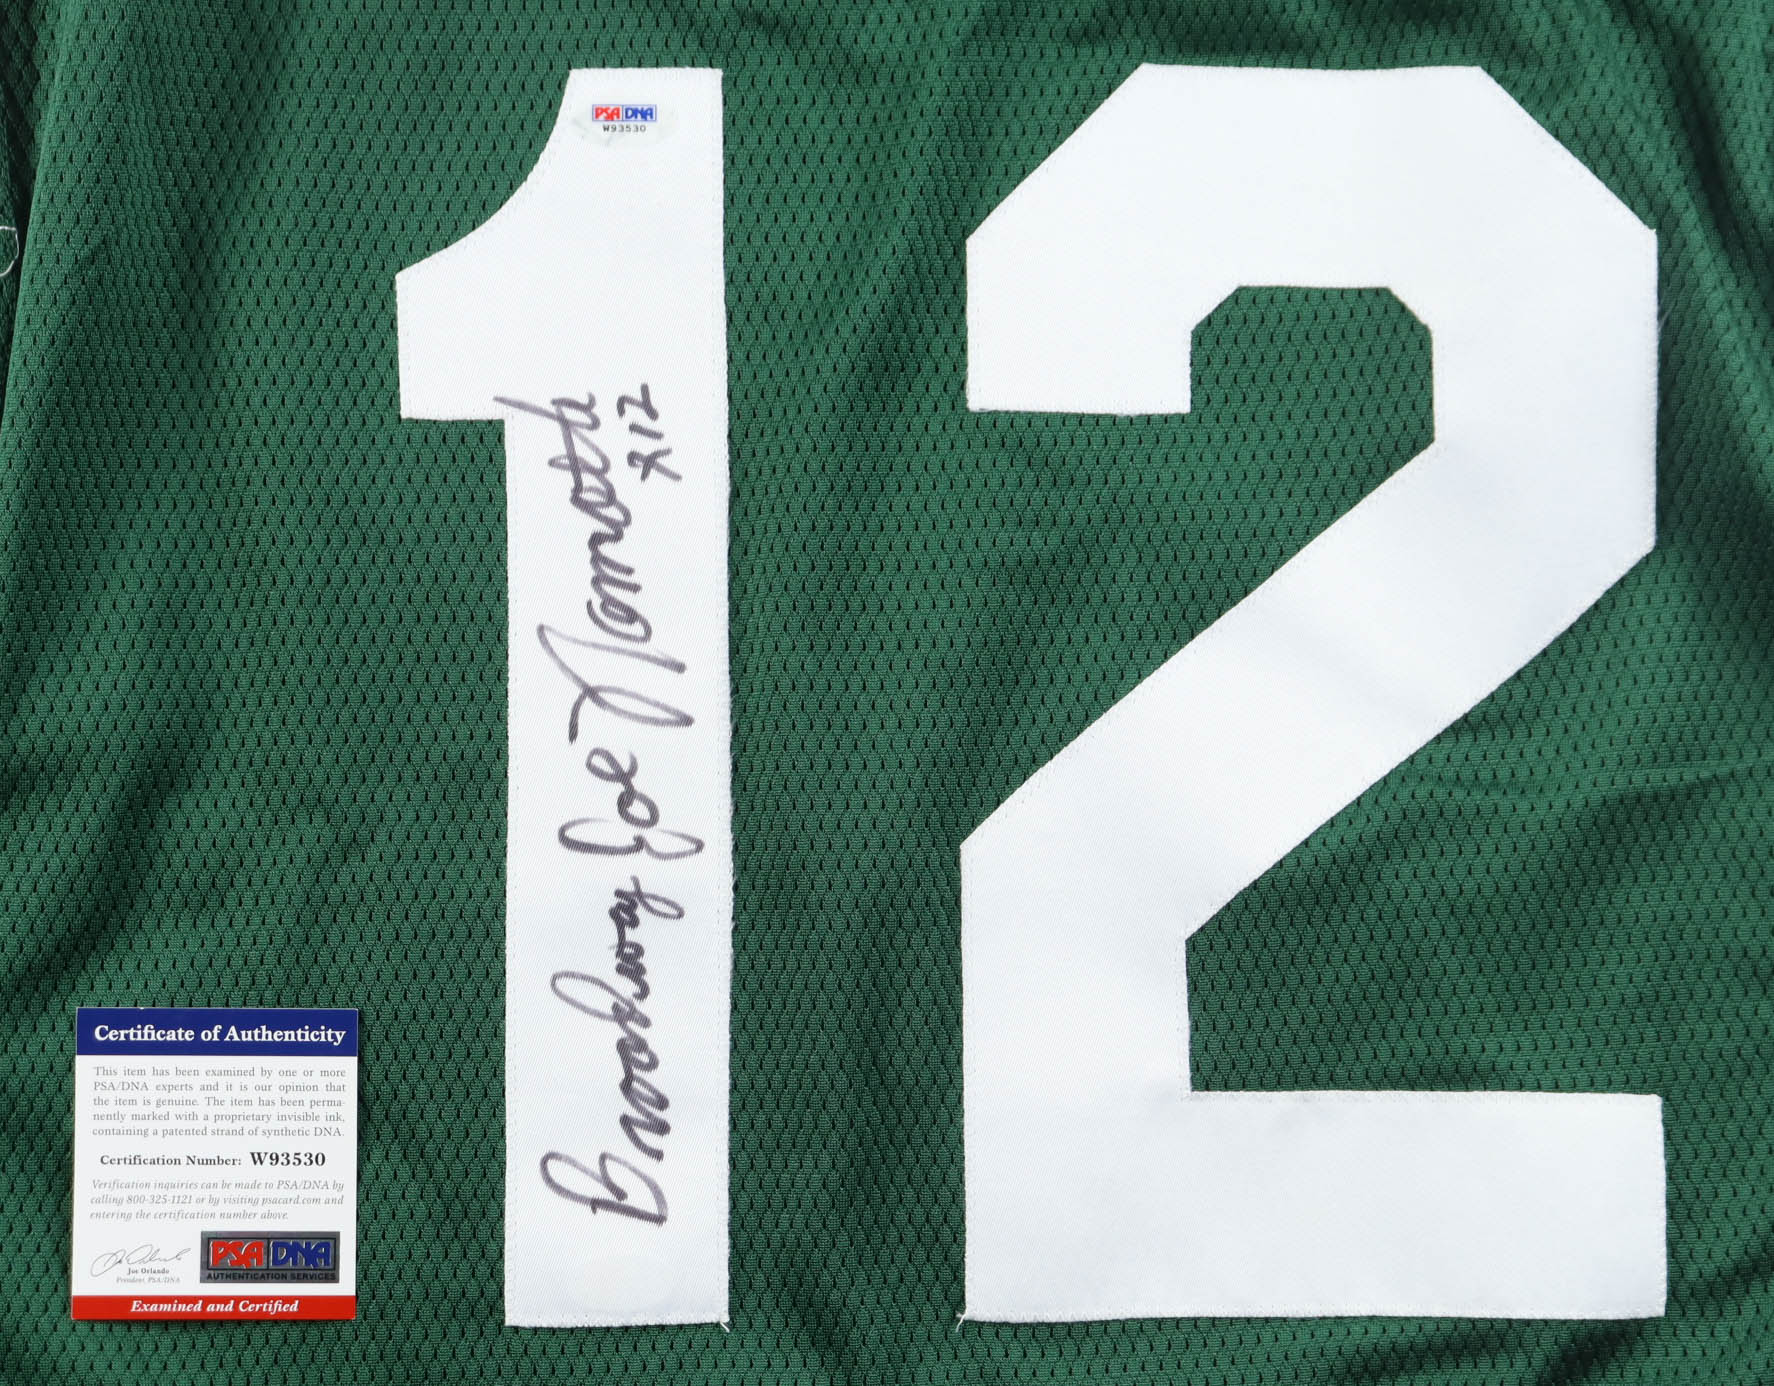 PSA DNA
W93530
12
Broadway Joe Namath
X12
Certificate of Authenticity
This item has been examined by one or more
PSA/DNA experts and it is our opinion that
the item is genuine. The item has been perma-
nently marked with a proprietary invisible ink,
containing a patented strand of synthetic DNA.
Certification Number: W93530
Verification inquiries can be made to PSA/DNA by
calling 800-325-1121 or by visiting psacard.com and
entering the certification number above.
Joe Orlando
President, PSA/DNA
PSA DNA
AUTHENTICATION SERVICES
Examined and Certified